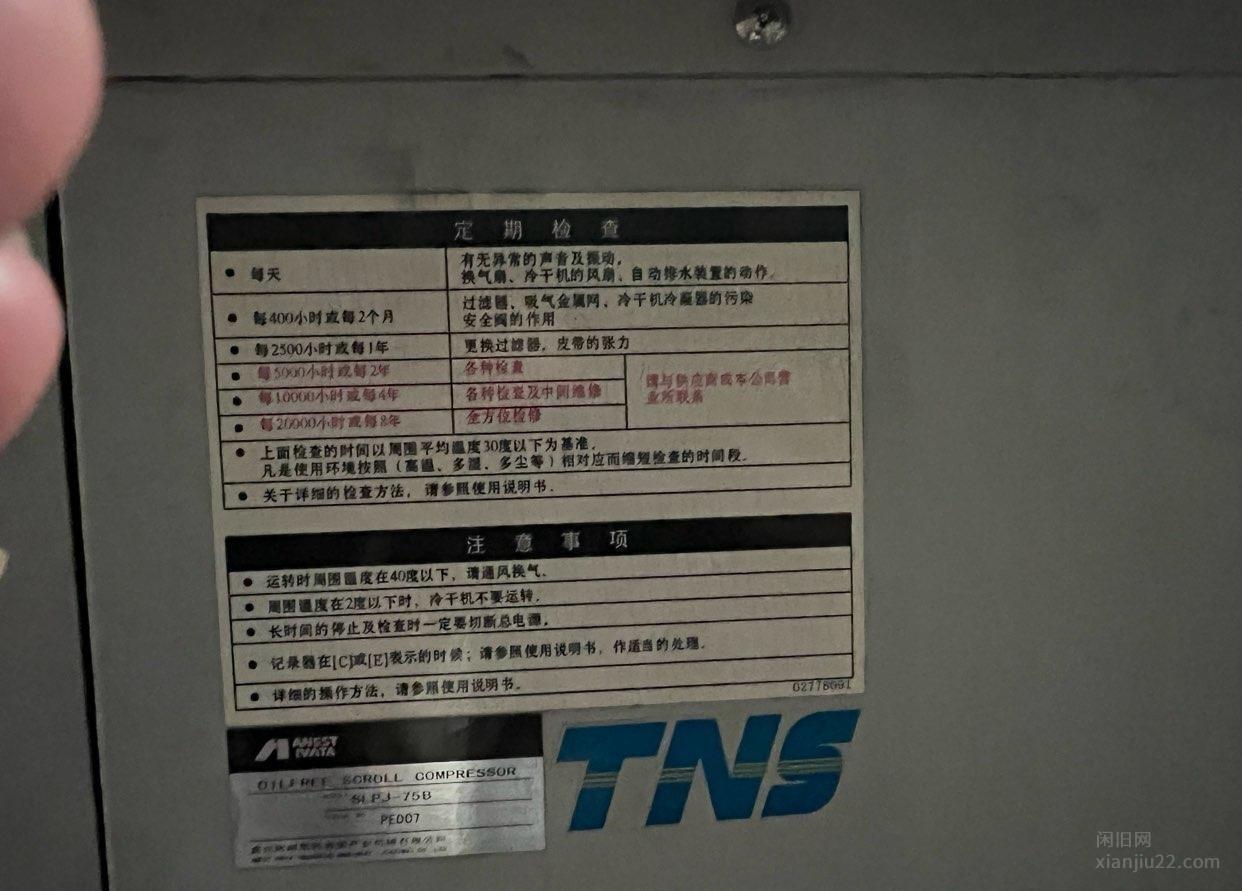 定期检查
● 每天
有无异常的声音及振动，
换气扇、冷干机的风扇、自动排水装置的动作。
● 每400小时或每2个月
过滤器、吸气金属网、冷干机冷凝器的污染
安全阀的作用
● 每2500小时或每1年
更换过滤器，皮带的张力
● 每5000小时或每2年
各种检查
请与供应商或本公司营
业所联系
● 每10000小时或每4年
各种检查及中间维修
● 每20000小时或每8年
全方位检修
● 上面检查的时间以周围平均温度30度以下为基准。
凡是使用环境按照（高温、多湿、多尘等）相对应而缩短检查的时间段。
● 关于详细的检查方法，请参照使用说明书.
注意事项
● 运转时周围温度在40度以下，请通风换气.
● 周围温度在2度以下时，冷干机不要运转.
● 长时间的停止及检查时一定要切断总电源。
● 记录器在[C]或[E]表示的时候；请参照使用说明书，作适当的处理。
● 详细的操作方法，请参照使用说明书。
02776091
ANEST
IWATA
TNS
OILFREE SCROLL COMPRESSOR
SLPJ-75B
PE007
闲旧网
xianjiu22.com